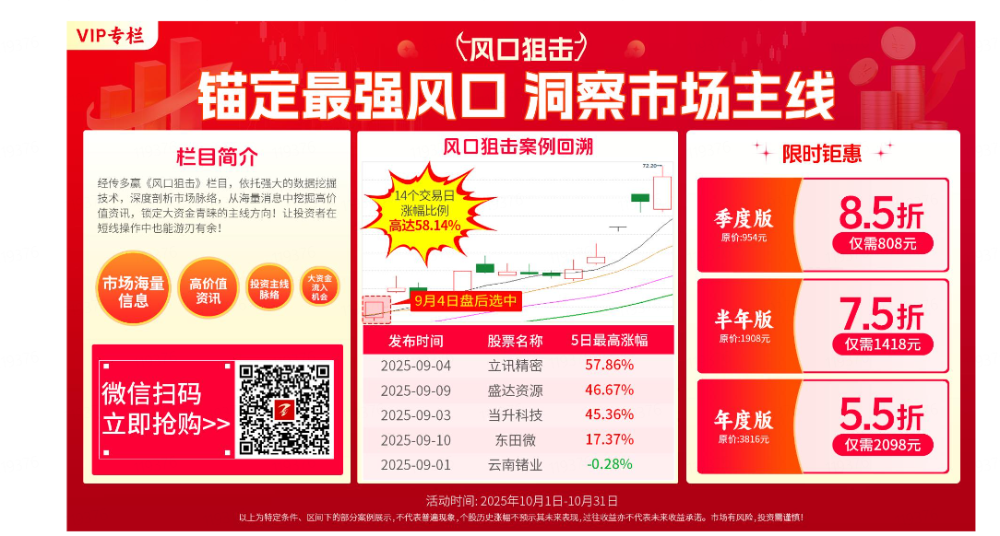 VIP专栏
风口狙击
锚定最强风口 洞察市场主线
栏目简介
经传多赢《风口狙击》栏目，依托强大的数据挖掘
技术，深度剖析市场脉络，从海量消息中挖掘高价
值资讯，锁定大资金青睐的主线方向！让投资者在
短线操作中也能游刃有余！
市场海量
信息
高价值
资讯
投资主线
脉络
大资金
流入
机会
微信扫码
立即抢购>>
风口狙击案例回溯
72.20
14个交易日
涨幅比例
高达58.14%
9月4日盘后选中
发布时间 股票名称 5日最高涨幅
2025-09-04 立讯精密 57.86%
2025-09-09 盛达资源 46.67%
2025-09-03 当升科技 45.36%
2025-09-10 东田微 17.37%
2025-09-01 云南锗业 -0.28%
限时钜惠
季度版
原价:954元
8.5折
仅需808元
半年版
原价:1908元
7.5折
仅需1418元
年度版
原价:3816元
5.5折
仅需2098元
活动时间: 2025年10月1日-10月31日
以上为特定条件、区间下的部分案例展示,不代表普遍现象,个股历史涨幅不预示其未来表现,过往收益亦不代表未来收益承诺。市场有风险,投资需谨慎!